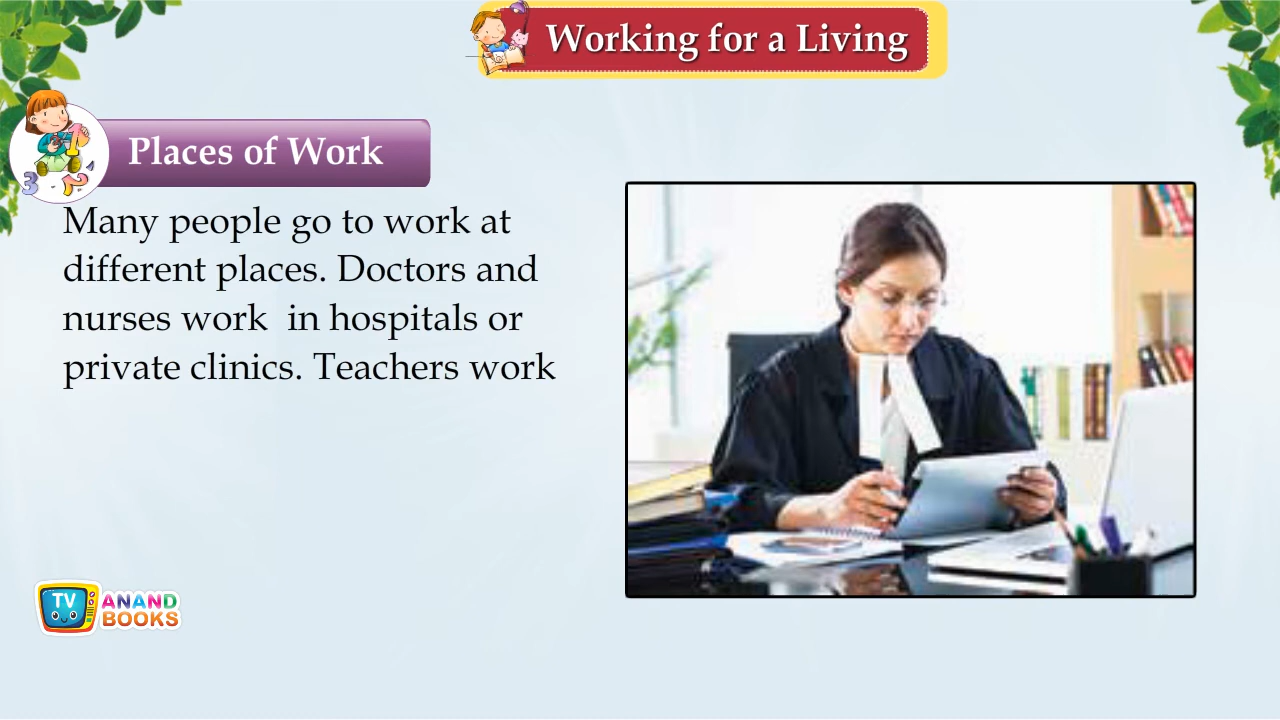 Working for a Living
Places of Work
Many people go to work at
different places. Doctors and
nurses work  in hospitals or
private clinics. Teachers work
TV
ANAND
BOOKS